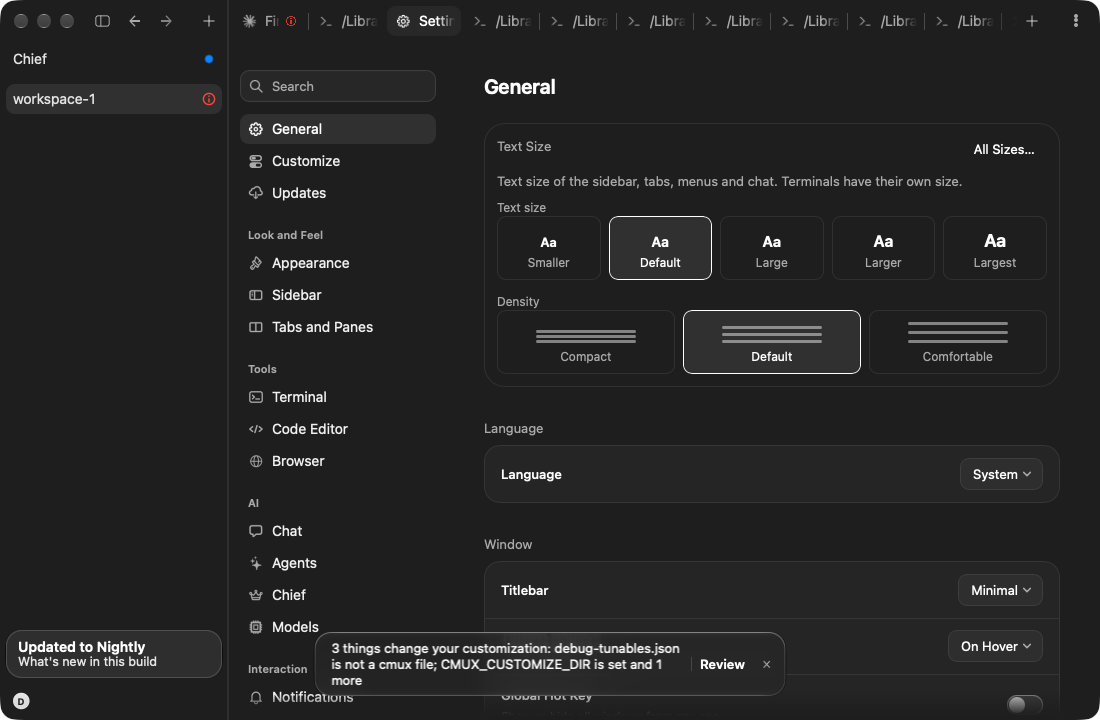 Chief
workspace-1
Updated to Nightly
What's new in this build
D
Fi
/Libra
Settin
/Libra
/Libra
/Libra
/Libra
/Libra
/Libra
/Libra
Search
General
Customize
Updates
Look and Feel
Appearance
Sidebar
Tabs and Panes
Tools
Terminal
Code Editor
Browser
AI
Chat
Agents
Chief
Models
Interaction
Notifications
General
Text Size
All Sizes...
Text size of the sidebar, tabs, menus and chat. Terminals have their own size.
Text size
Aa Aa Aa Aa Aa
Smaller Default Large Larger Largest
Density
Compact Default Comfortable
Language
Language System
Window
Titlebar Minimal
On Hover
Global Hot Key
3 things change your customization: debug-tunables.json
is not a cmux file; CMUX_CUSTOMIZE_DIR is set and 1
more
Review